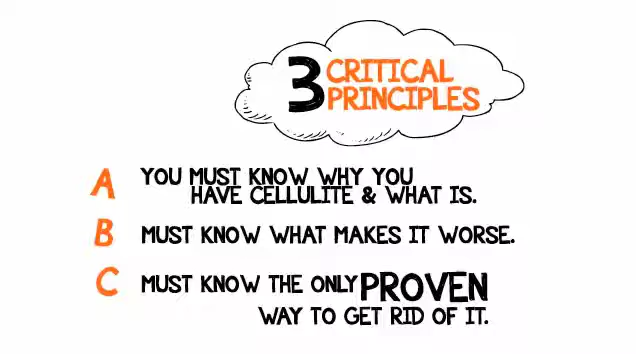 3 CRITICAL
PRINCIPLES
A YOU MUST KNOW WHY YOU
HAVE CELLULITE & WHAT IS.
B MUST KNOW WHAT MAKES IT WORSE.
C MUST KNOW THE ONLY PROVEN
WAY TO GET RID OF IT.